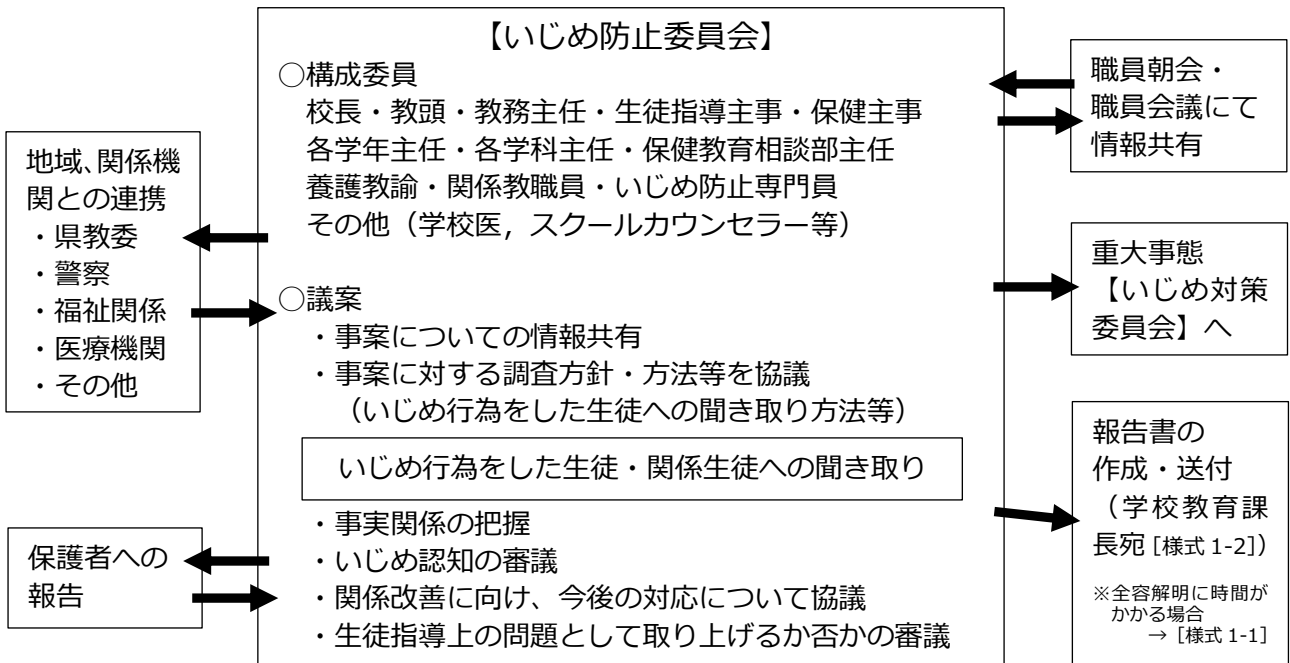 【いじめ防止委員会】
○構成委員
校長・教頭・教務主任・生徒指導主事・保健主事
各学年主任・各学科主任・保健教育相談部主任
養護教諭・関係教職員・いじめ防止専門員
その他（学校医，スクールカウンセラー等）
○議案
・事案についての情報共有
・事案に対する調査方針・方法等を協議
（いじめ行為をした生徒への聞き取り方法等）
いじめ行為をした生徒・関係生徒への聞き取り
・事実関係の把握
・いじめ認知の審議
・関係改善に向け、今後の対応について協議
・生徒指導上の問題として取り上げるか否かの審議
地域、関係機
関との連携
・県教委
・警察
・福祉関係
・医療機関
・その他
保護者への
報告
職員朝会・
職員会議にて
情報共有
重大事態
【いじめ対策
委員会】へ
報告書の
作成・送付
（学校教育課
長宛［様式 1-2］）
※全容解明に時間が
かかる場合
→［様式 1-1］